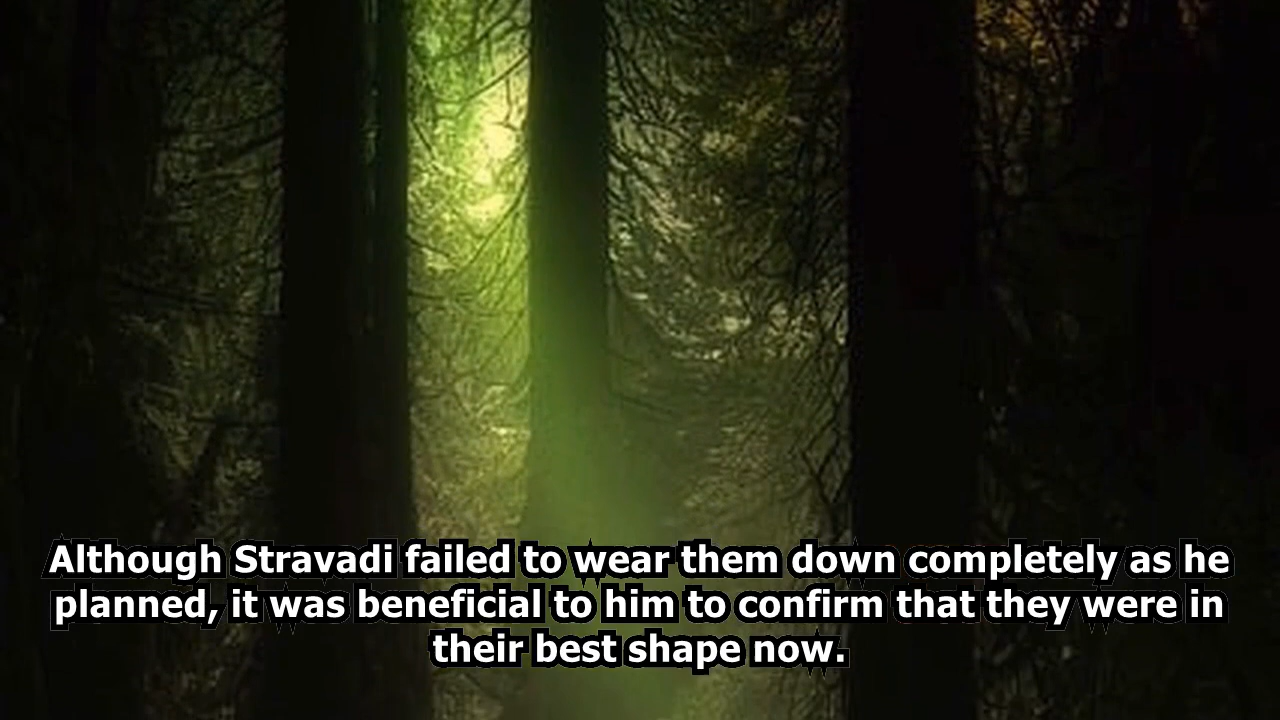 Although Stravadi failed to wear them down completely as he
planned, it was beneficial to him to confirm that they were in
their best shape now.